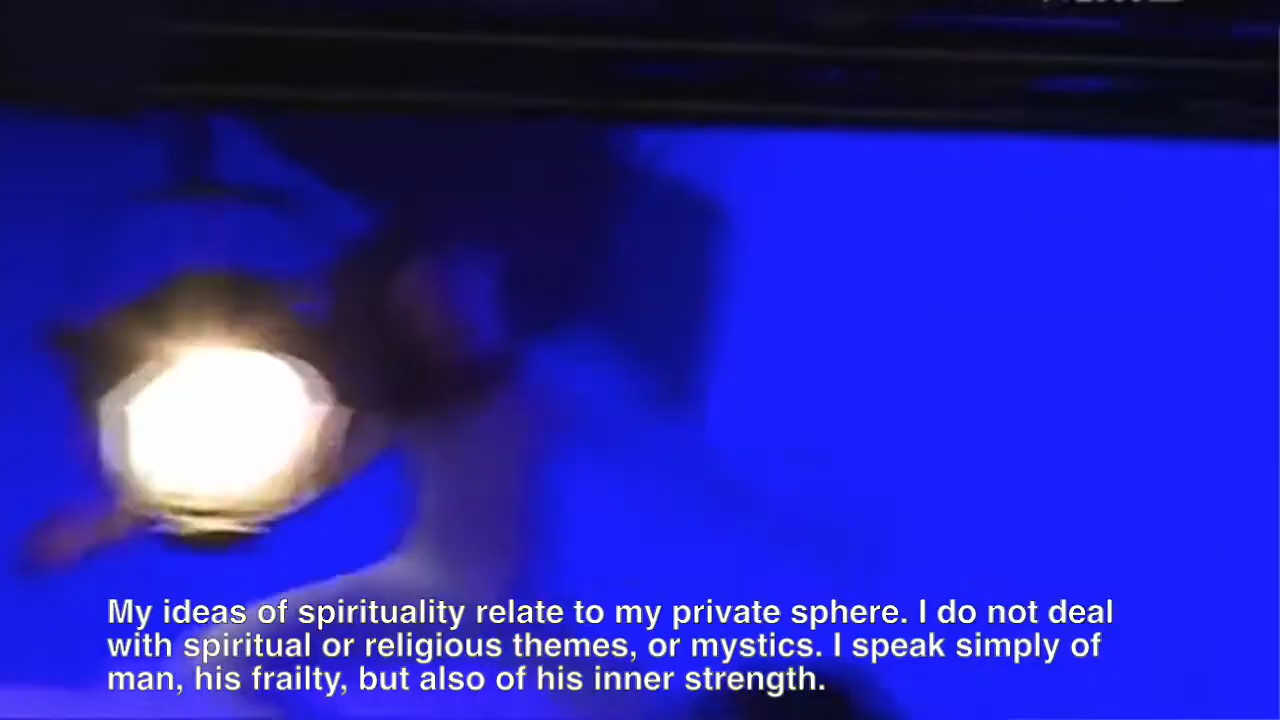 My ideas of spirituality relate to my private sphere. I do not deal
with spiritual or religious themes, or mystics. I speak simply of
man, his frailty, but also of his inner strength.